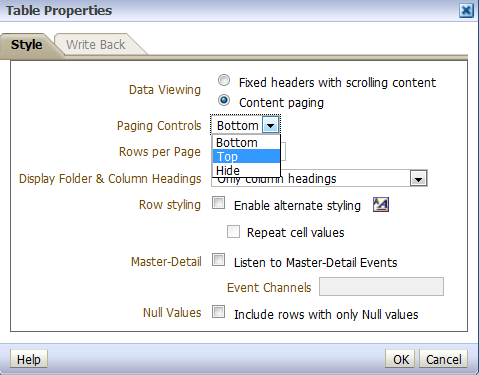 Table Properties
Style
Write Back
Data Viewing
Fixed headers with scrolling content
Content paging
Paging Controls
Bottom
Bottom
Top
Hide
Rows per Page
Display Folder & Column Headings
Only column headings
Row styling
Enable alternate styling
Repeat cell values
Master-Detail
Listen to Master-Detail Events
Event Channels
Null Values
Include rows with only Null values
Help
OK
Cancel